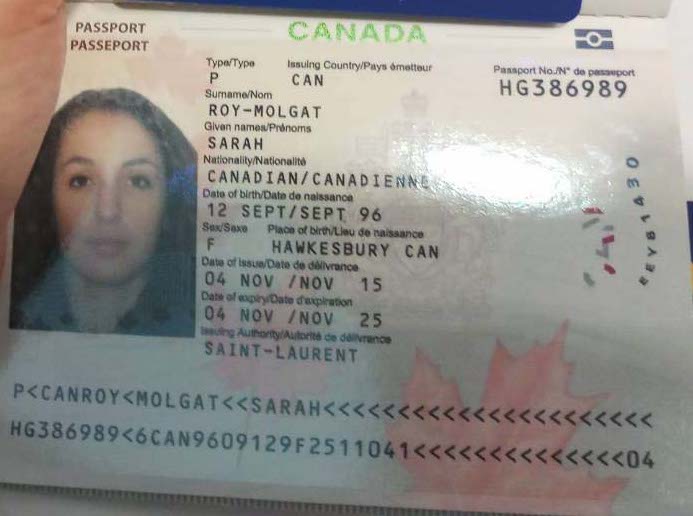 PASSPORT
PASSEPORT
CANADA
Type/Type Issuing Country/Pays émetteur Passport No./N° de passeport
P CAN HG386989
Surname/Nom
ROY-MOLGAT
Given names/Prénoms
SARAH
Nationality/Nationalité
CANADIAN/CANADIENNE
Date of birth/Date de naissance
12 SEPT/SEPT 96
Sex/Sexe Place of birth/Lieu de naissance
F HAWKESBURY CAN
Date of issue/Date de délivrance
04 NOV /NOV 15
Date of expiry/Date d'expiration
04 NOV /NOV 25
Issuing Authority/Autorité de délivrance
SAINT-LAURENT
P<CANROY<MOLGAT<<SARAH<<<<<<<<<<<<<<<<<<<<<<
HG386989<6CAN9609129F2511041<<<<<<<<<<<<<<04